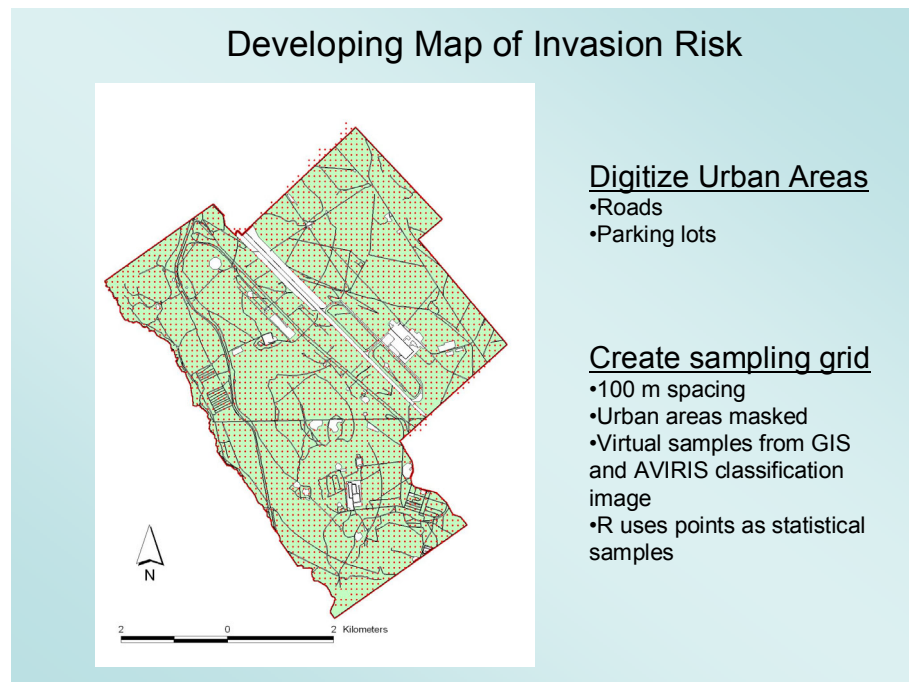 Developing Map of Invasion Risk
Digitize Urban Areas
•Roads
•Parking lots
Create sampling grid
•100 m spacing
•Urban areas masked
•Virtual samples from GIS
and AVIRIS classification
image
•R uses points as statistical
samples
N
2 0 2 Kilometers